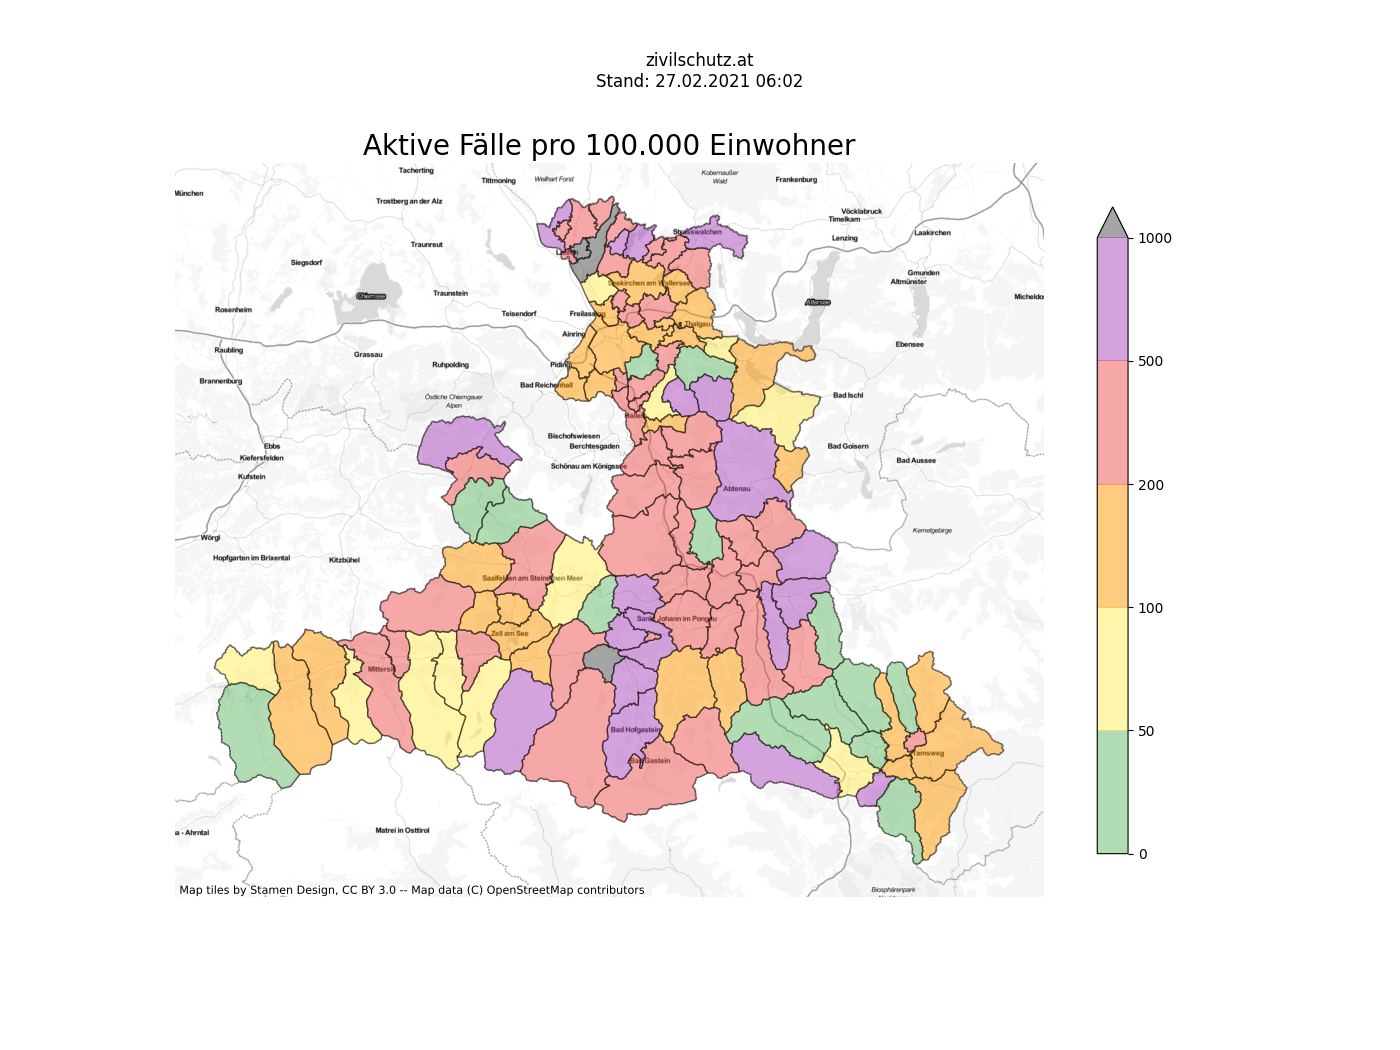 zivilschutz.at
Stand: 27.02.2021 06:02
Aktive Fälle pro 100.000 Einwohner
Tacherting
Tittmoning
Weilhart Forst
Kobernaußer
Wald
Frankenburg
München
Trostberg an der Alz
Vöcklabruck
Timelkam
Laakirchen
Strasswalchen
Lenzing
Traunreut
Siegsdorf
Gmunden
Altmünster
Seekirchen am Wallersee
Chiemsee
Traunstein
Attersee
Rosenheim
Teisendorf
Freilassing
Thalgau
Ainring
Ebensee
Raubling
Grassau
Ruhpolding
Piding
Brannenburg
Bad Reichenhall
Östliche Chiemgauer
Alpen
Bad Ischl
Bischofswiesen
Berchtesgaden
Bad Goisern
Ebbs
Kiefersfelden
Schönau am Königssee
Bad Aussee
Kufstein
Abtenau
Kemetgebirge
Wörgl
Hopfgarten im Brixental
Kitzbühel
Saalfelden am Steinernen Meer
Sankt Johann im Pongau
Zell am See
Bad Hofgastein
Tamsweg
Bad Gastein
Matrei in Osttirol
Biosphärenpark
Map tiles by Stamen Design, CC BY 3.0 -- Map data (C) OpenStreetMap contributors
1000
500
200
100
50
0